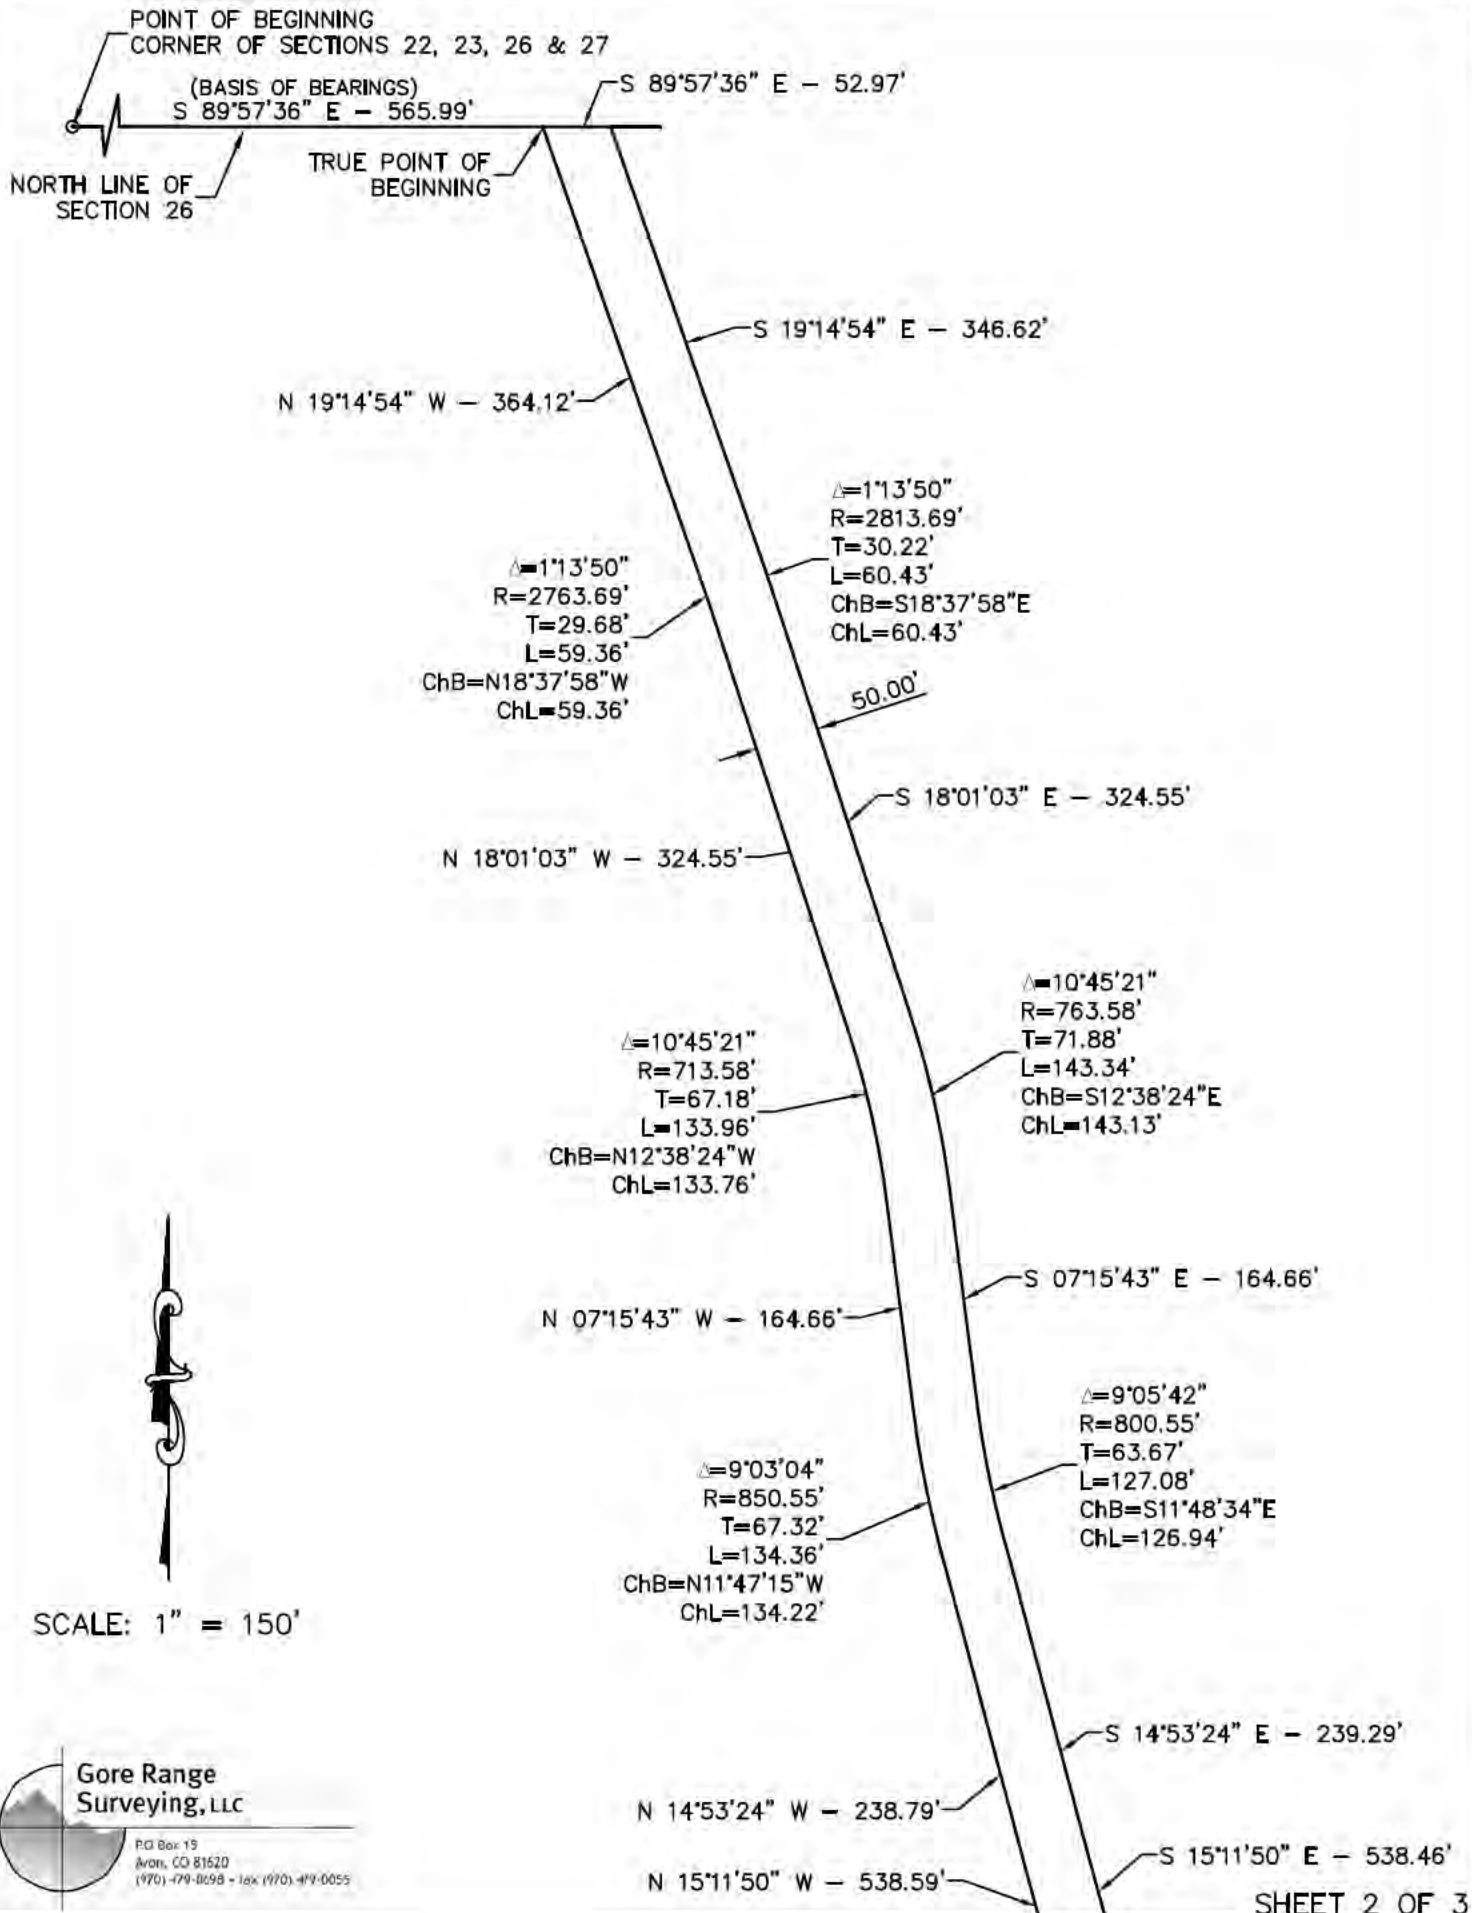 POINT OF BEGINNING
CORNER OF SECTIONS 22, 23, 26 & 27
(BASIS OF BEARINGS)
S 89°57'36" E – 565.99'
S 89°57'36" E – 52.97'
NORTH LINE OF
SECTION 26
TRUE POINT OF
BEGINNING
S 19°14'54" E – 346.62'
N 19°14'54" W – 364.12'
Δ=1°13'50"
R=2813.69'
T=30.22'
L=60.43'
ChB=S18°37'58"E
ChL=60.43'
Δ=1°13'50"
R=2763.69'
T=29.68'
L=59.36'
ChB=N18°37'58"W
ChL=59.36'
50.00'
S 18°01'03" E – 324.55'
N 18°01'03" W – 324.55'
Δ=10°45'21"
R=763.58'
T=71.88'
L=143.34'
ChB=S12°38'24"E
ChL=143.13'
Δ=10°45'21"
R=713.58'
T=67.18'
L=133.96'
ChB=N12°38'24"W
ChL=133.76'
S 07°15'43" E – 164.66'
N 07°15'43" W – 164.66'
Δ=9°05'42"
R=800.55'
T=63.67'
L=127.08'
ChB=S11°48'34"E
ChL=126.94'
Δ=9°03'04"
R=850.55'
T=67.32'
L=134.36'
ChB=N11°47'15"W
ChL=134.22'
SCALE: 1" = 150'
S 14°53'24" E – 239.29'
N 14°53'24" W – 238.79'
S 15°11'50" E – 538.46'
N 15°11'50" W – 538.59'
Gore Range
Surveying, LLC
P.O. Box 15
Avon, CO 81620
(970) 479-8698 • fax (970) 479-0055
SHEET 2 OF 3